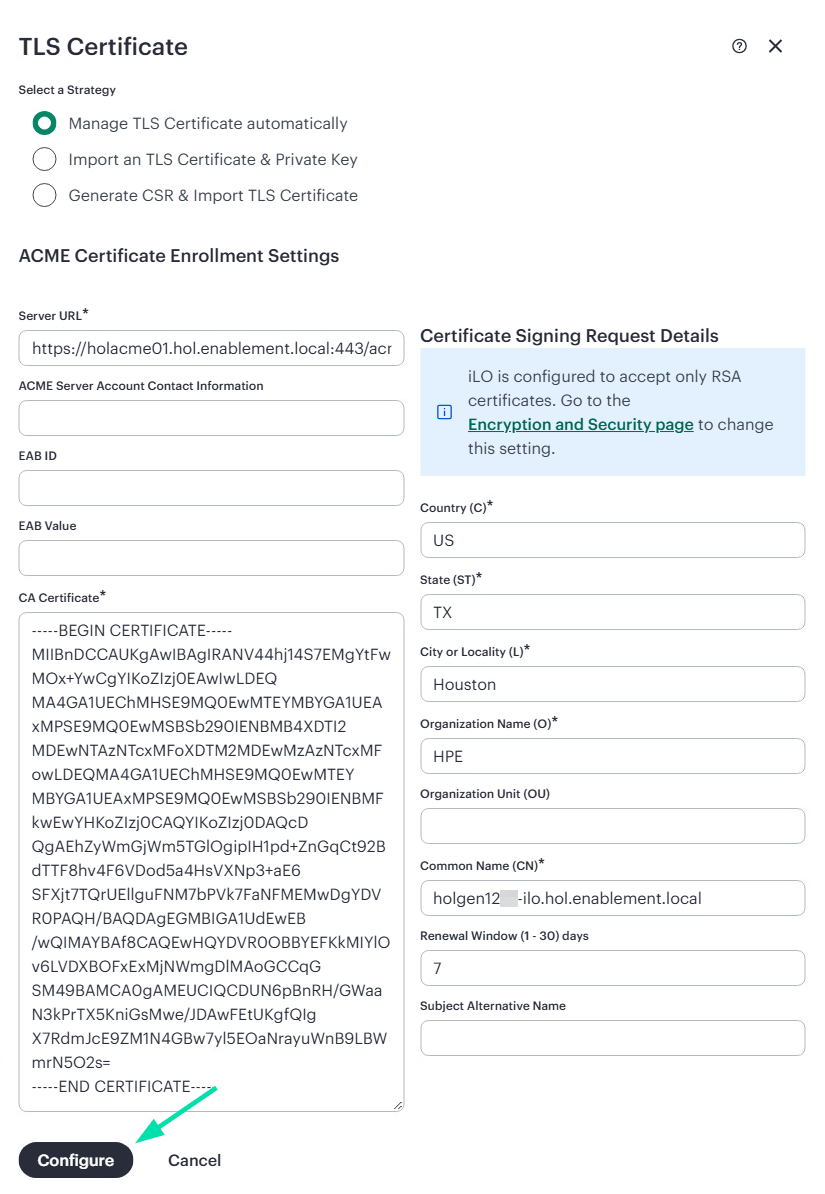 TLS Certificate
Select a Strategy
Manage TLS Certificate automatically
Import an TLS Certificate & Private Key
Generate CSR & Import TLS Certificate
ACME Certificate Enrollment Settings
Server URL*
https://holacme01.hol.enablement.local:443/acr
ACME Server Account Contact Information
EAB ID
EAB Value
CA Certificate*
-----BEGIN CERTIFICATE-----
MIIBnDCCAUKgAwIBAgIRANV44hj14S7EMgYtFw
MOx+YwCgYIKoZIzj0EAwIwLDEQ
MA4GA1UEChMHSE9MQ0EwMTEYMBYGA1UEA
xMPSE9MQ0EwMSBSb290IENBMB4XDTI2
MDEwNTAzNTcxMFoXDTM2MDEwMzAzNTcxMF
owLDEQMA4GA1UEChMHSE9MQ0EwMTEY
MBYGA1UEAxMPSE9MQ0EwMSBSb290IENBMF
kwEwYHKoZIzj0CAQYIKoZIzj0DAQcD
QgAEhZyWmGjWm5TGlOgipIH1pd+ZnGqCt92B
dTTF8hv4F6VDod5a4HsVXNp3+aE6
SFXjt7TQrUEllguFNM7bPVk7FaNFMEMwDgYDV
R0PAQH/BAQDAgEGMBIGA1UdEwEB
/wQIMAYBAf8CAQEwHQYDVR0OBBYEFKkMIYlO
v6LVDXBOFxExMjNWmgDlMAoGCCqG
SM49BAMCA0gAMEUCIQCDUN6pBnRH/GWaa
N3kPrTX5KniGsMwe/JDAwFEtUKgfQIg
X7RdmJcE9ZM1N4GBw7yl5EOaNrayuWnB9LBW
mrN5O2s=
-----END CERTIFICATE-----
Certificate Signing Request Details
iLO is configured to accept only RSA
certificates. Go to the
Encryption and Security page to change
this setting.
Country (C)*
US
State (ST)*
TX
City or Locality (L)*
Houston
Organization Name (O)*
HPE
Organization Unit (OU)
Common Name (CN)*
holgen12 -ilo.hol.enablement.local
Renewal Window (1 - 30) days
7
Subject Alternative Name
Configure
Cancel